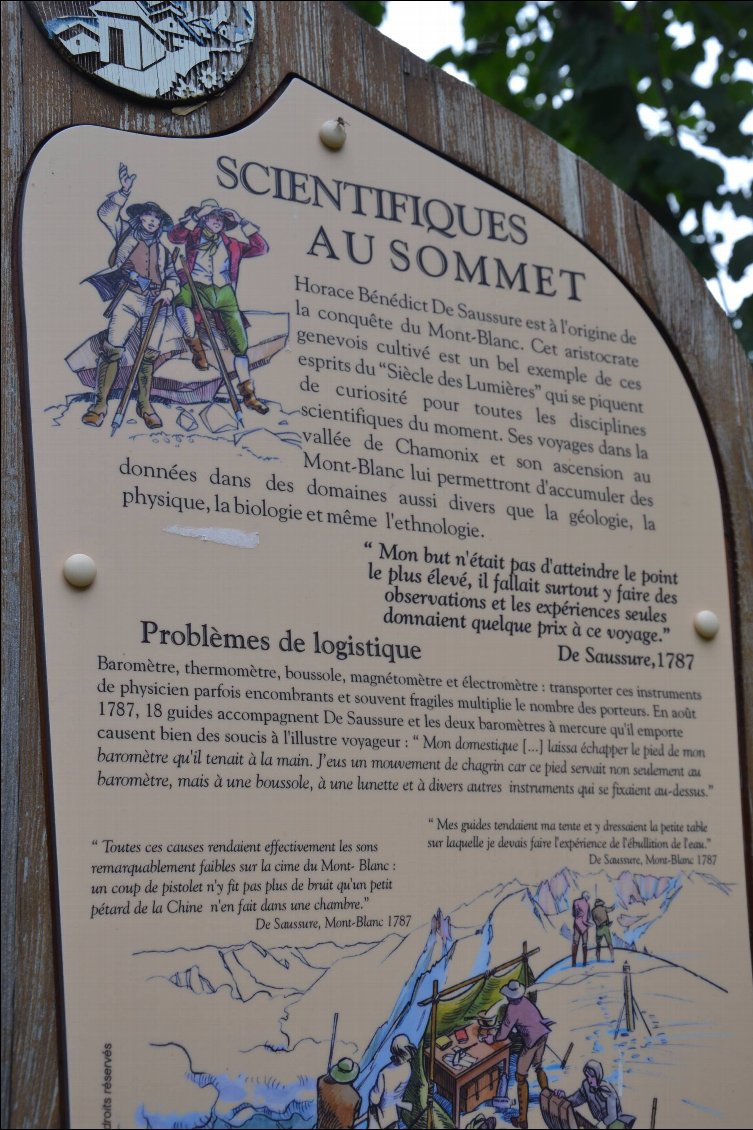 SCIENTIFIQUES
AU SOMMET
Horace Bénédict De Saussure est à l'origine de
la conquête du Mont-Blanc. Cet aristocrate
genevois cultivé est un bel exemple de ces
esprits du “Siècle des Lumières” qui se piquent
de curiosité pour toutes les disciplines
scientifiques du moment. Ses voyages dans la
vallée de Chamonix et son ascension au
Mont-Blanc lui permettront d'accumuler des
données dans des domaines aussi divers que la géologie, la
physique, la biologie et même l'ethnologie.
“ Mon but n'était pas d'atteindre le point
le plus élevé, il fallait surtout y faire des
observations et les expériences seules
donnaient quelque prix à ce voyage.”
De Saussure,1787
Problèmes de logistique
Baromètre, thermomètre, boussole, magnétomètre et électromètre : transporter ces instruments
de physicien parfois encombrants et souvent fragiles multiplie le nombre des porteurs. En août
1787, 18 guides accompagnent De Saussure et les deux baromètres à mercure qu'il emporte
causent bien des soucis à l'illustre voyageur : “ Mon domestique [...] laissa échapper le pied de mon
baromètre qu'il tenait à la main. J'eus un mouvement de chagrin car ce pied servait non seulement au
baromètre, mais à une boussole, à une lunette et à divers autres instruments qui se fixaient au-dessus.”
“ Mes guides tendaient ma tente et y dressaient la petite table
sur laquelle je devais faire l'expérience de l'ébullition de l'eau.”
De Saussure, Mont-Blanc 1787
“ Toutes ces causes rendaient effectivement les sons
remarquablement faibles sur la cime du Mont- Blanc :
un coup de pistolet n'y fit pas plus de bruit qu'un petit
pétard de la Chine n'en fait dans une chambre.”
De Saussure, Mont-Blanc 1787
droits réservés